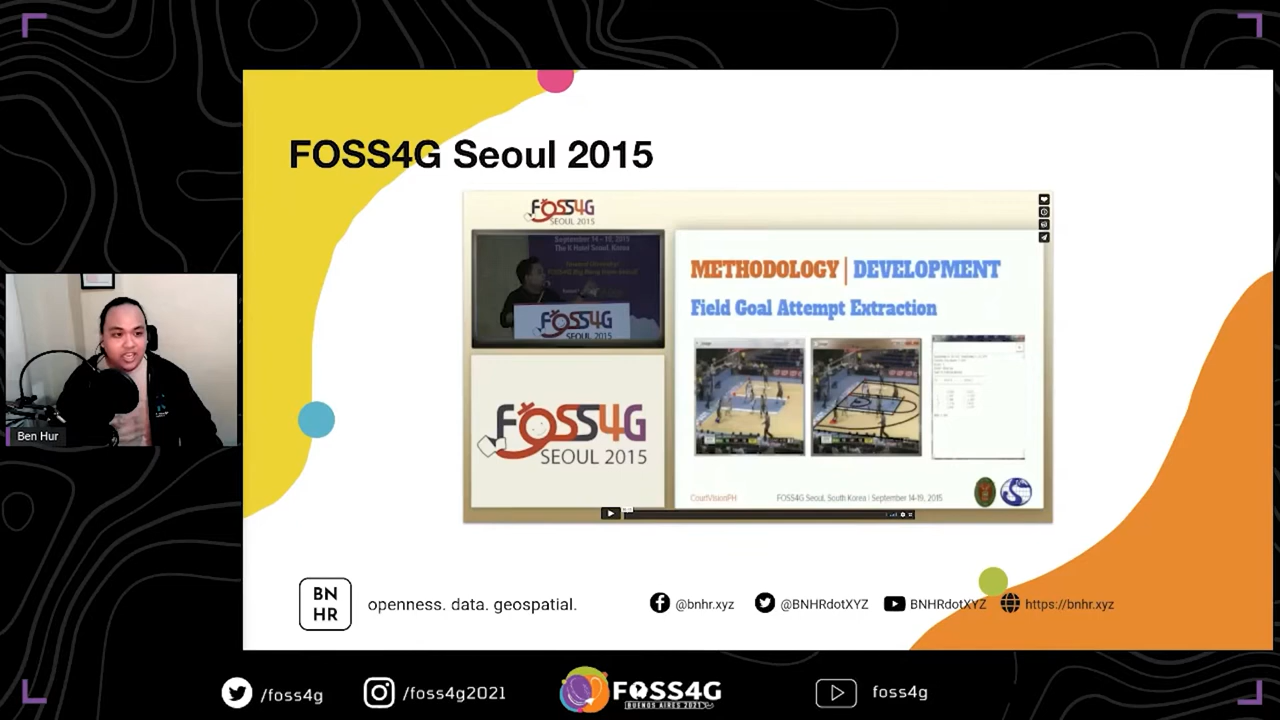 FOSS4G Seoul 2015
FOSS4G
SEOUL 2015
September 14 - 19, 2015
The K Hotel Seoul, Korea
FOSS4G
SEOUL
METHODOLOGY | DEVELOPMENT
Field Goal Attempt Extraction
FOSS4G
SEOUL 2015
CourtVisionPH
FOSS4G Seoul, South Korea | September 14-19, 2015
Ben Hur
BN
HR
openness. data. geospatial.
@bnhr.xyz
@BNHRdotXYZ
BNHRdotXYZ
https://bnhr.xyz
/foss4g
/foss4g2021
FOSS4G
BUENOS AIRES 2021
foss4g